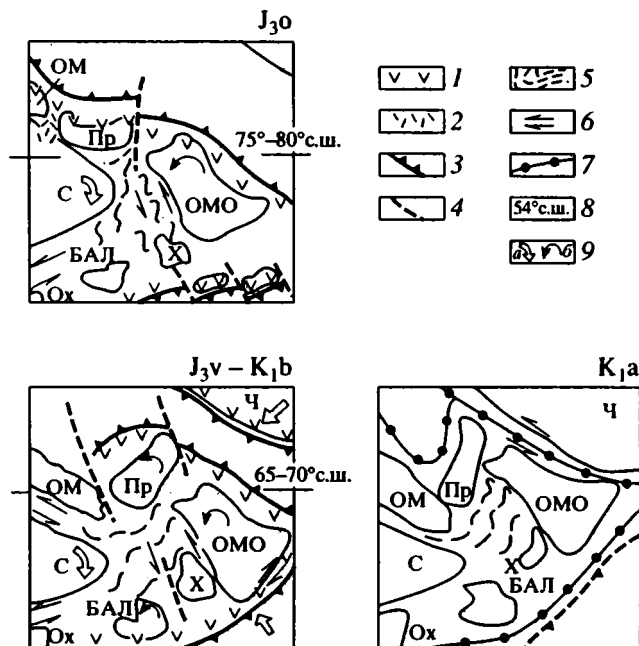 J₃o
ОМ
Пр
75°–80°с.ш.
С
ОМО
БАЛ
Х
Ох
1
2
3
4
5
6
7
54°с.ш.
8
а
б
9
J₃v – K₁b
Ч
Пр
65–70°с.ш.
ОМ
ОМО
С
Х
БАЛ
Ох
K₁a
Ч
Пр
ОМ
ОМО
С
Х
БАЛ
Ох